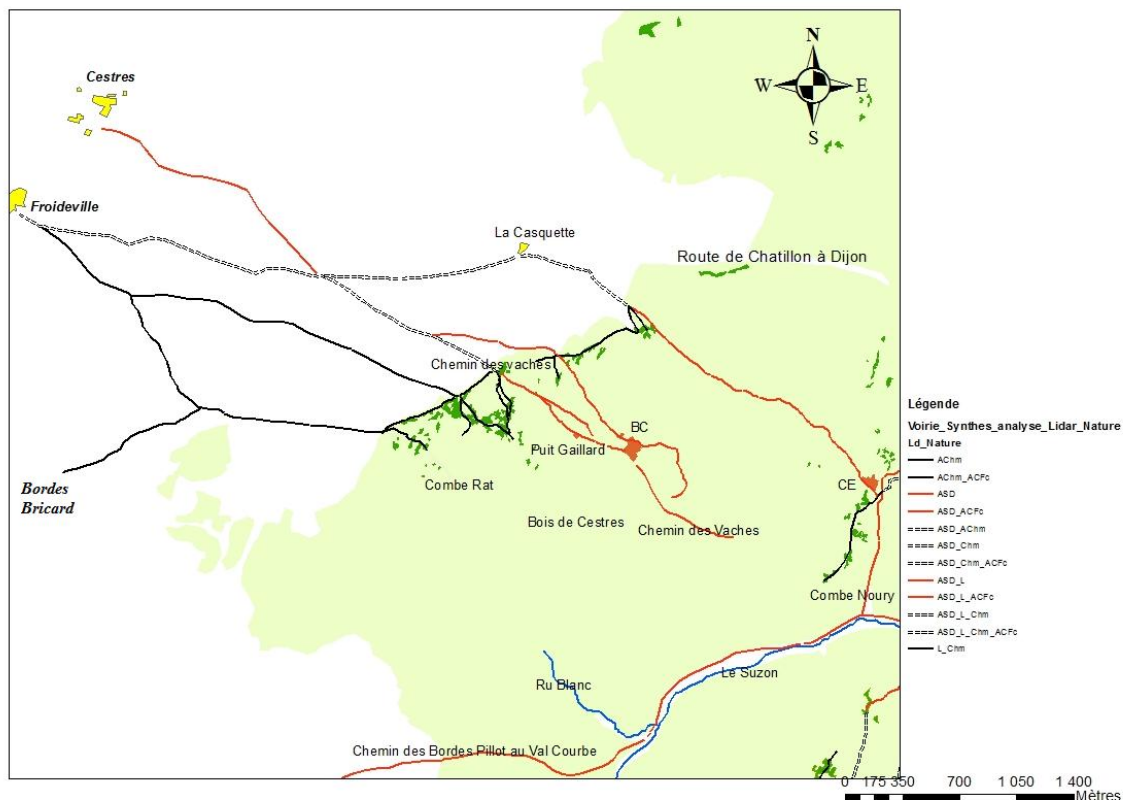 N
W E
S
Cestres
Froideville
La Casquette
Route de Chatillon à Dijon
Chemin des vaches
BC
Puit Gaillard
CE
Combe Rat
Bordes
Bricard
Bois de Cestres
Chemin des Vaches
Combe Noury
Le Suzon
Ru Blanc
Chemin des Bordes Pillot au Val Courbe
Légende
Voirie_Synthes_analyse_Lidar_Nature
Ld_Nature
AChm
AChm_ACFc
ASD
ASD_ACFc
ASD_AChm
ASD_Chm
ASD_Chm_ACFc
ASD_L
ASD_L_ACFc
ASD_L_Chm
ASD_L_Chm_ACFc
L_Chm
0 175 350 700 1 050 1 400
Mètres